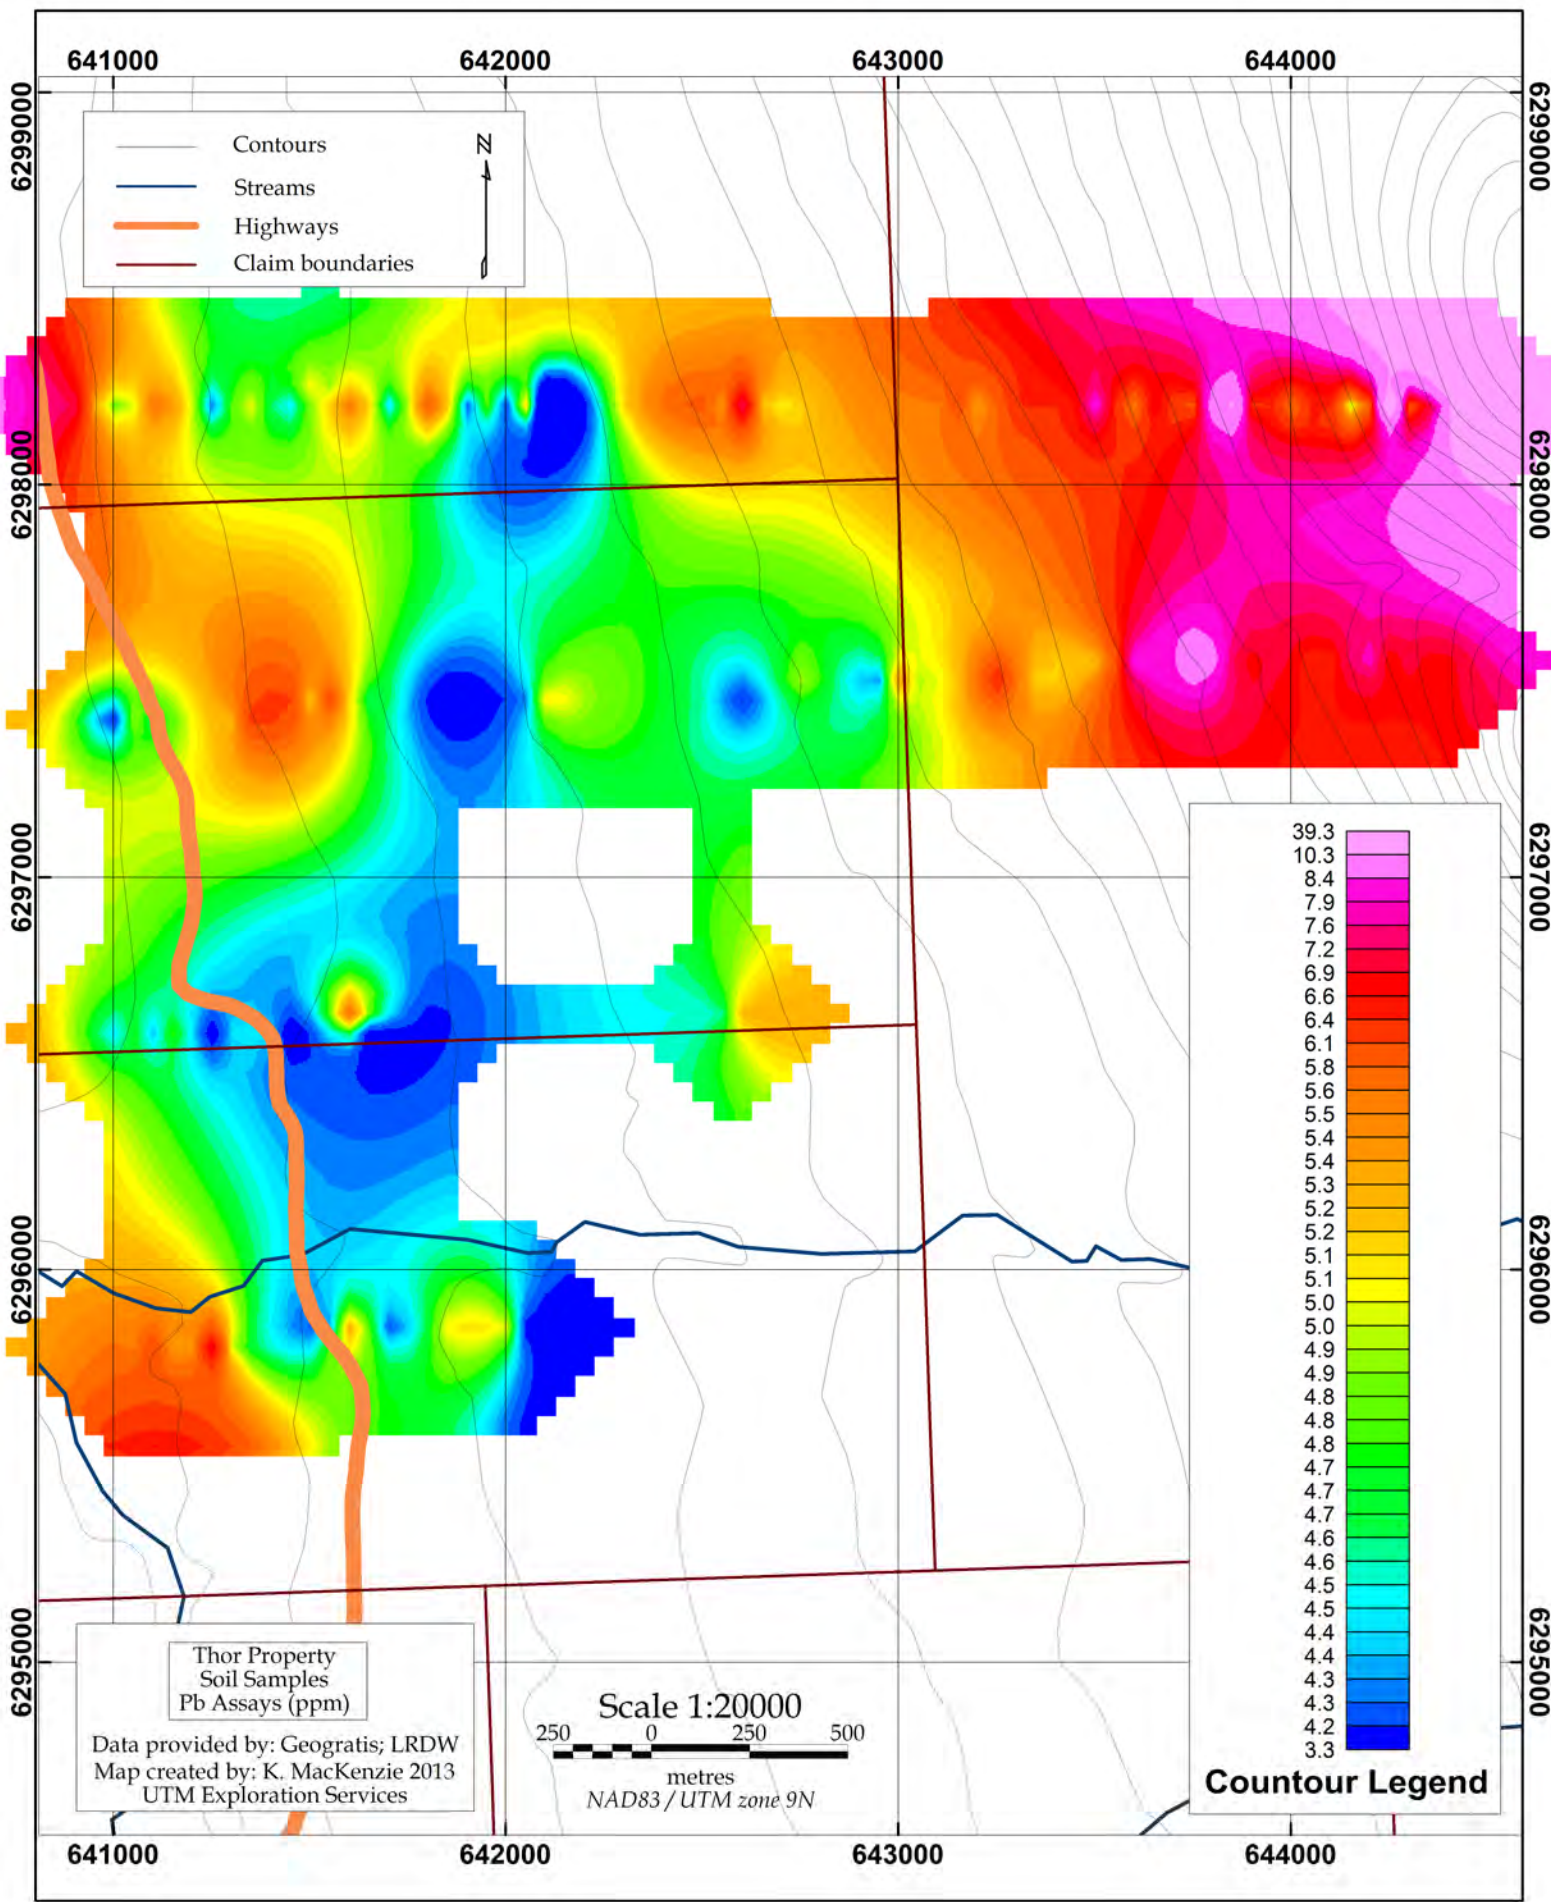 641000 642000 643000 644000
6299000 6299000
Contours
N
Streams
Highways
Claim boundaries
6298000 6298000
6297000 6297000
39.3
10.3
8.4
7.9
7.6
7.2
6.9
6.6
6.4
6.1
5.8
5.6
5.5
5.4
5.4
5.3
5.2
5.2
5.1
5.1
5.0
5.0
4.9
4.9
4.8
4.8
4.8
4.7
4.7
4.7
4.6
4.6
4.5
4.5
4.4
4.4
4.3
4.3
4.2
3.3
Countour Legend
6296000 6296000
6295000 6295000
Thor Property
Soil Samples
Pb Assays (ppm)
Data provided by: Geogratis; LRDW
Map created by: K. MacKenzie 2013
UTM Exploration Services
Scale 1:20000
250 0 250 500
metres
NAD83 / UTM zone 9N
641000 642000 643000 644000